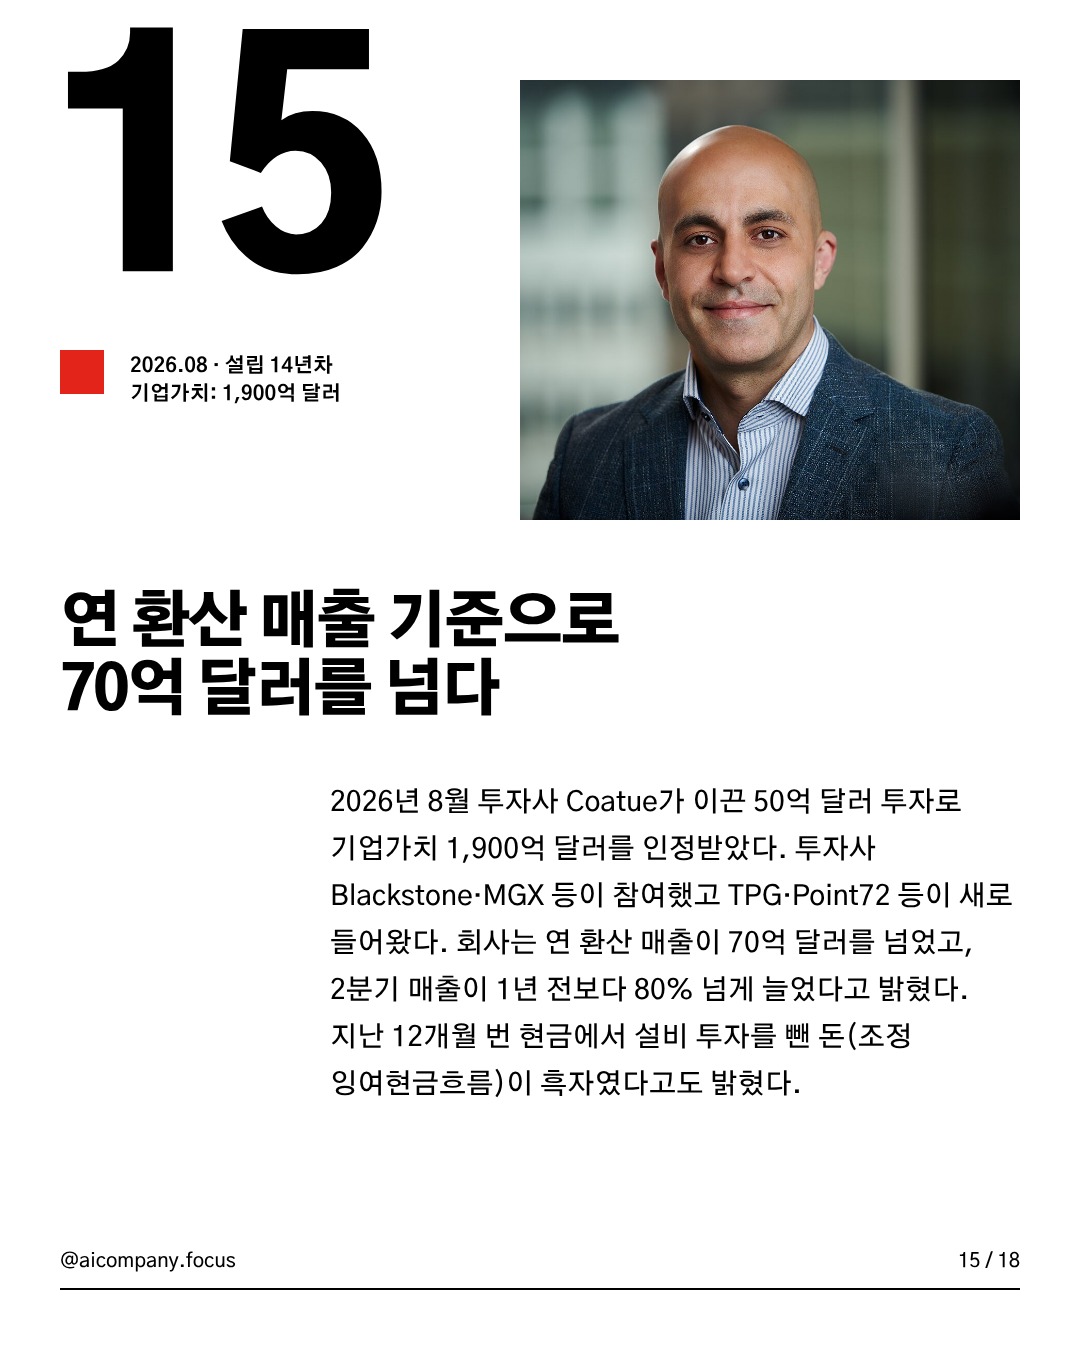 15
2026.08 · 설립 14년차
기업가치: 1,900억 달러
연 환산 매출 기준으로
70억 달러를 넘다
2026년 8월 투자사 Coatue가 이끈 50억 달러 투자로
기업가치 1,900억 달러를 인정받았다. 투자사
Blackstone·MGX 등이 참여했고 TPG·Point72 등이 새로
들어왔다. 회사는 연 환산 매출이 70억 달러를 넘었고,
2분기 매출이 1년 전보다 80% 넘게 늘었다고 밝혔다.
지난 12개월 번 현금에서 설비 투자를 뺀 돈(조정
잉여현금흐름)이 흑자였다고도 밝혔다.
@aicompany.focus
15 / 18